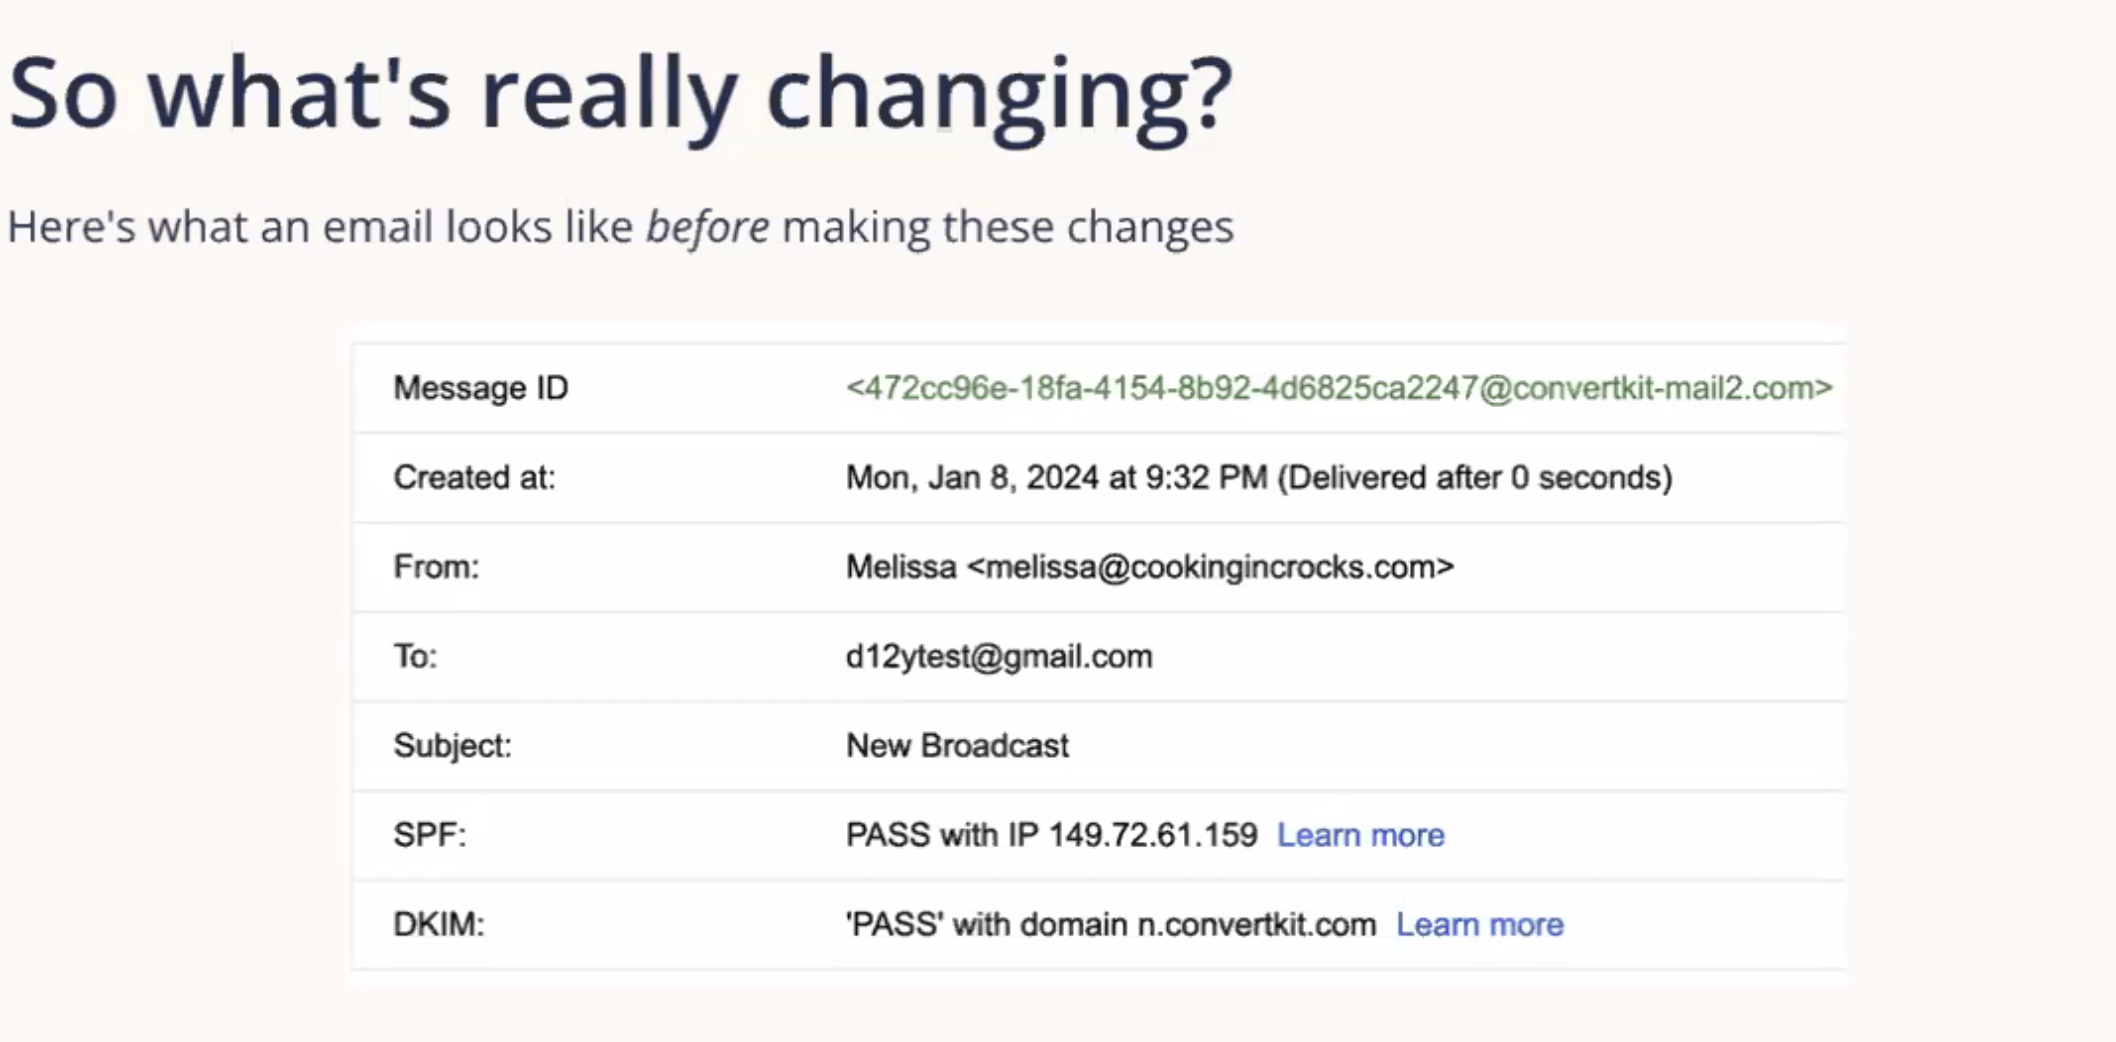 So what's really changing?
Here's what an email looks like before making these changes
Message ID <472cc96e-18fa-4154-8b92-4d6825ca2247@convertkit-mail2.com>
Created at: Mon, Jan 8, 2024 at 9:32 PM (Delivered after 0 seconds)
From: Melissa <melissa@cookingincrocks.com>
To: d12ytest@gmail.com
Subject: New Broadcast
SPF: PASS with IP 149.72.61.159 Learn more
DKIM: 'PASS' with domain n.convertkit.com Learn more